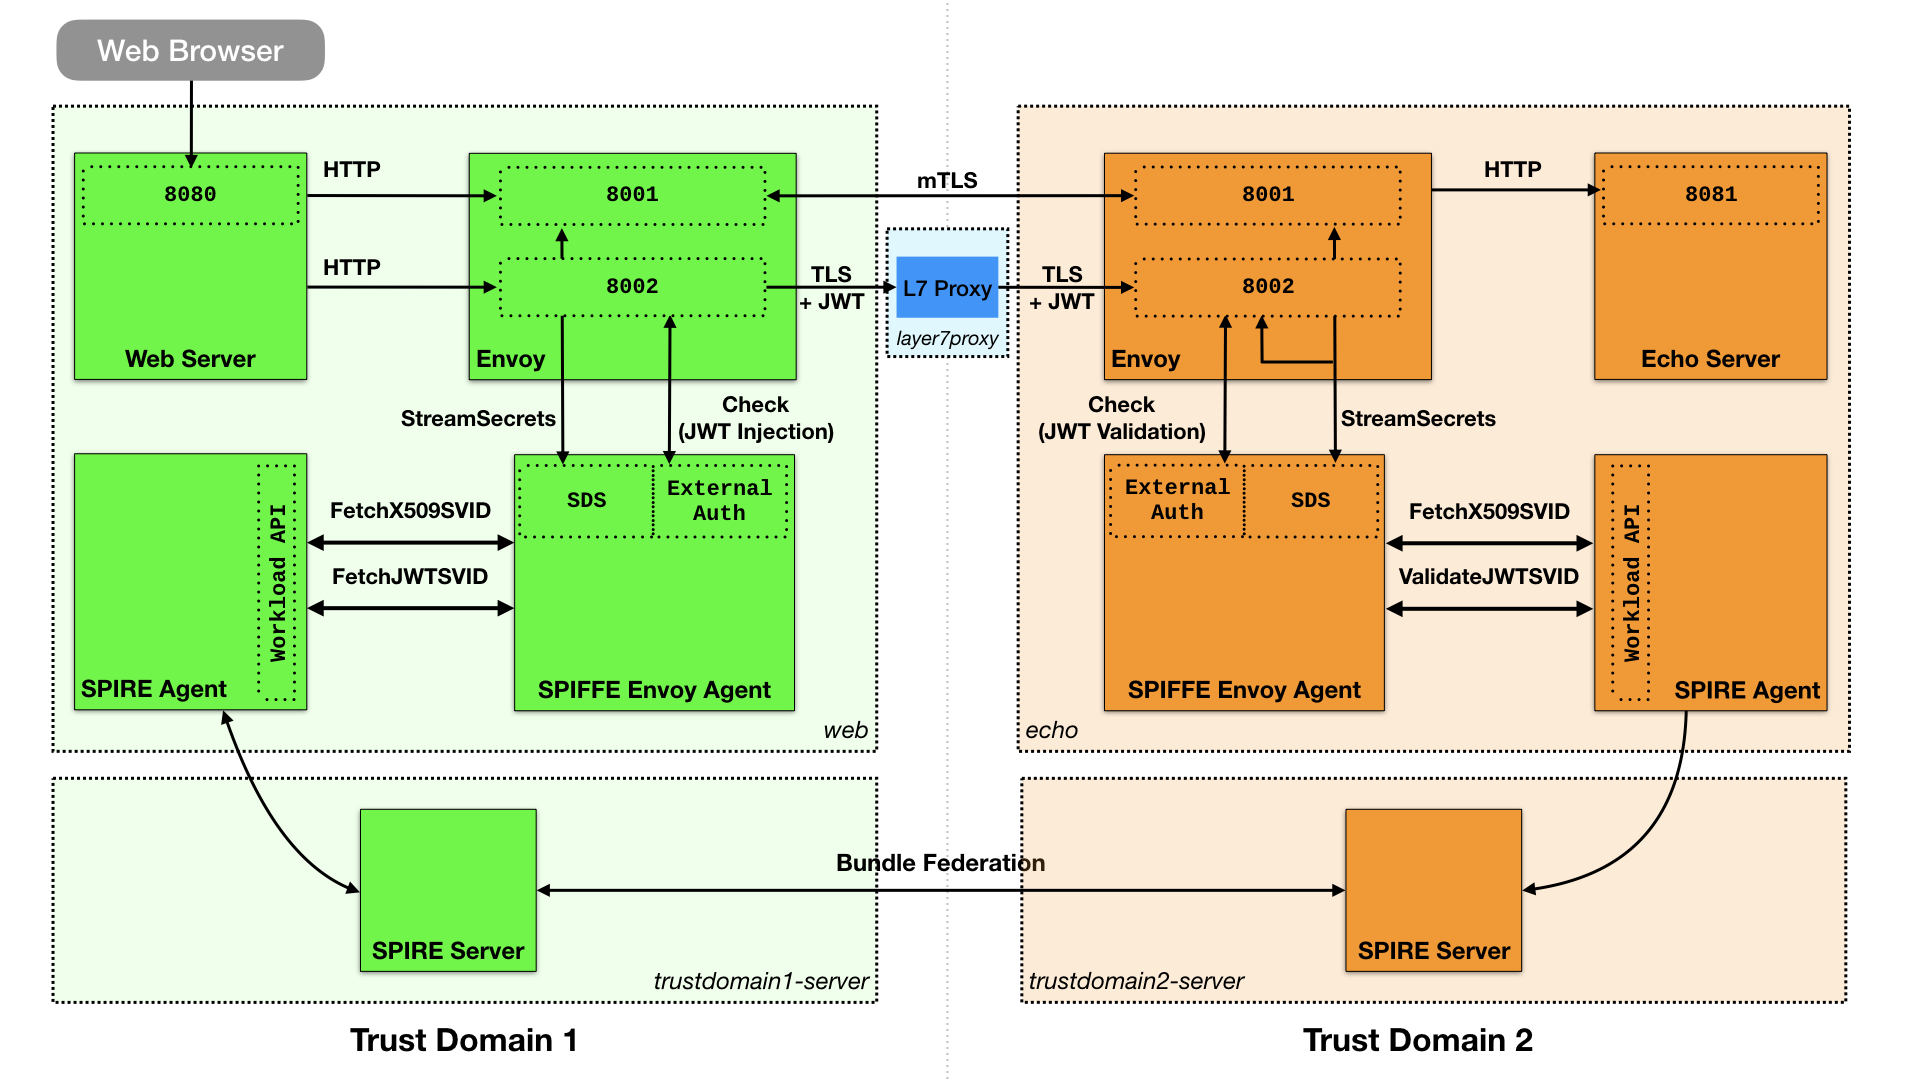 Web Browser
HTTP
8080
8001
mTLS
8001
HTTP
8081
HTTP
8002
TLS
+ JWT
L7 Proxy
layer7proxy
TLS
+ JWT
8002
Web Server
Envoy
Envoy
Echo Server
StreamSecrets
Check
(JWT Injection)
Check
(JWT Validation)
StreamSecrets
Workload API
FetchX509SVID
FetchJWTSVID
SDS
External
Auth
External
Auth
SDS
FetchX509SVID
ValidateJWTSVID
Workload API
SPIRE Agent
SPIFFE Envoy Agent
SPIFFE Envoy Agent
SPIRE Agent
web
echo
Bundle Federation
SPIRE Server
SPIRE Server
trustdomain1-server
trustdomain2-server
Trust Domain 1
Trust Domain 2